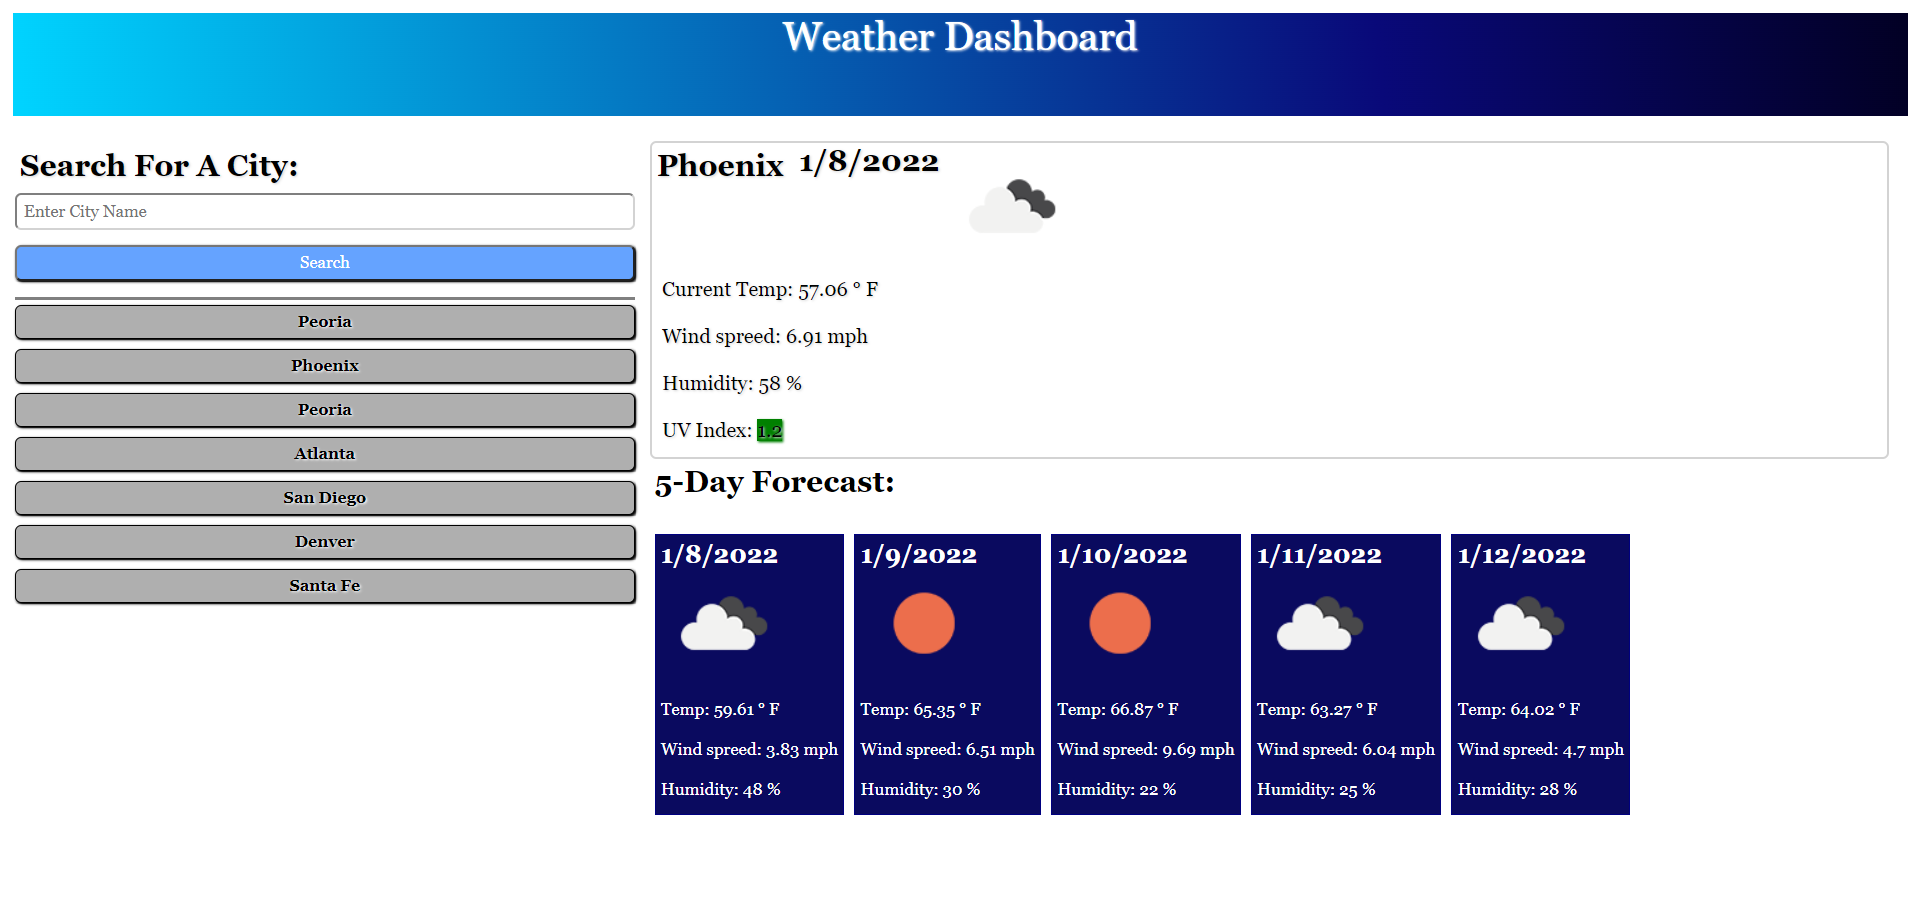 Weather Dashboard
Search For A City:
Enter City Name
Search
Peoria
Phoenix
Peoria
Atlanta
San Diego
Denver
Santa Fe
Phoenix 1/8/2022
Current Temp: 57.06 ° F
Wind spreed: 6.91 mph
Humidity: 58 %
UV Index: 1.2
5-Day Forecast:
1/8/2022
Temp: 59.61 ° F
Wind spreed: 3.83 mph
Humidity: 48 %
1/9/2022
Temp: 65.35 ° F
Wind spreed: 6.51 mph
Humidity: 30 %
1/10/2022
Temp: 66.87 ° F
Wind spreed: 9.69 mph
Humidity: 22 %
1/11/2022
Temp: 63.27 ° F
Wind spreed: 6.04 mph
Humidity: 25 %
1/12/2022
Temp: 64.02 ° F
Wind spreed: 4.7 mph
Humidity: 28 %